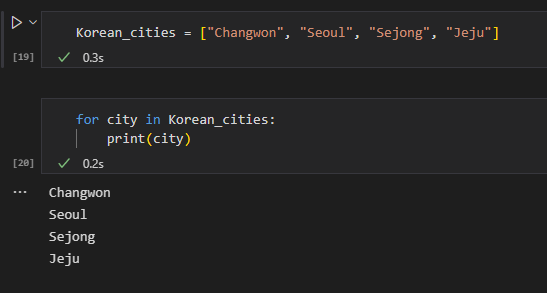 Korean_cities = ["Changwon", "Seoul", "Sejong", "Jeju"]
[19]
0.3s
for city in Korean_cities:
    print(city)
[20]
0.2s
Changwon
Seoul
Sejong
Jeju